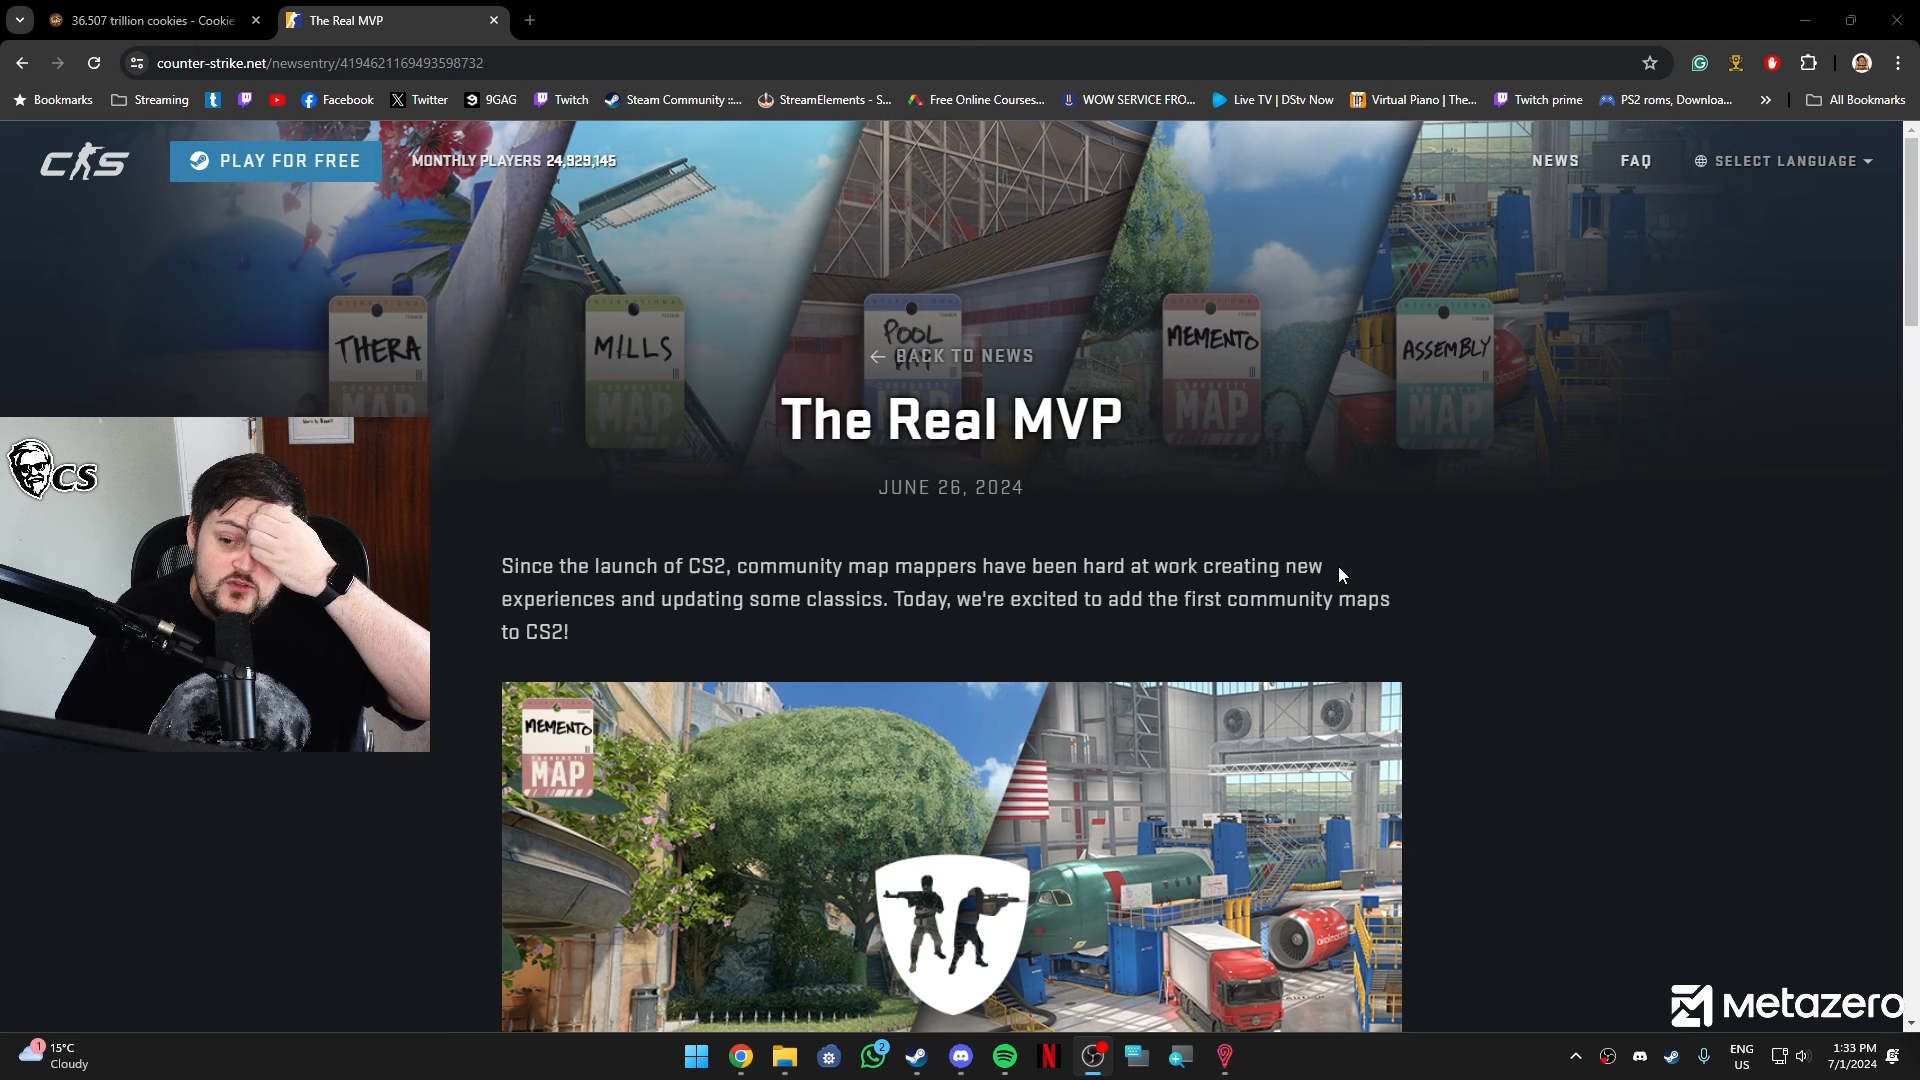 36.507 trillion cookies - Cookie
The Real MVP
counter-strike.net/newsentry/4194621169493598732
Bookmarks
Streaming
Facebook
Twitter
9GAG
Twitch
Steam Community ::...
StreamElements - S...
Free Online Courses...
WOW SERVICE FRO...
Live TV | DStv Now
Virtual Piano | The...
Twitch prime
PS2 roms, Downloa...
All Bookmarks
PLAY FOR FREE
MONTHLY PLAYERS 24,929,145
NEWS
FAQ
SELECT LANGUAGE
THERA
MILLS
POOL
MEMENTO
ASSEMBLY
MAP
MAP
MAP
MAP
MAP
BACK TO NEWS
The Real MVP
JUNE 26, 2024
CS
Since the launch of CS2, community map mappers have been hard at work creating new
experiences and updating some classics. Today, we're excited to add the first community maps
to CS2!
MEMENTO
COMMUNITY
MAP
Metazero
1
15°C
Cloudy
2
ENG
US
1:33 PM
7/1/2024